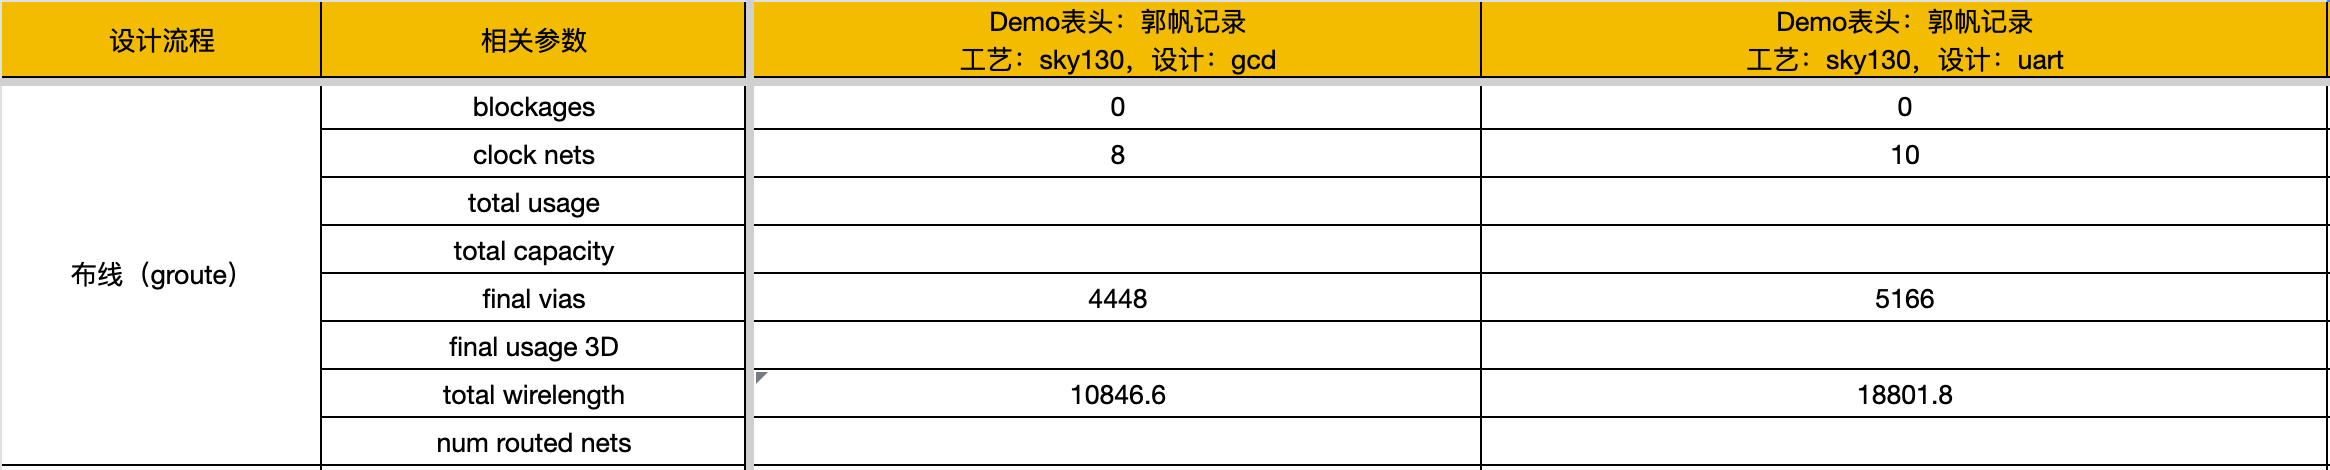 设计流程
相关参数
Demo表头：郭帆记录
工艺：sky130，设计：gcd
Demo表头：郭帆记录
工艺：sky130，设计：uart
布线（groute）
blockages
0
0
clock nets
8
10
total usage
total capacity
final vias
4448
5166
final usage 3D
total wirelength
10846.6
18801.8
num routed nets